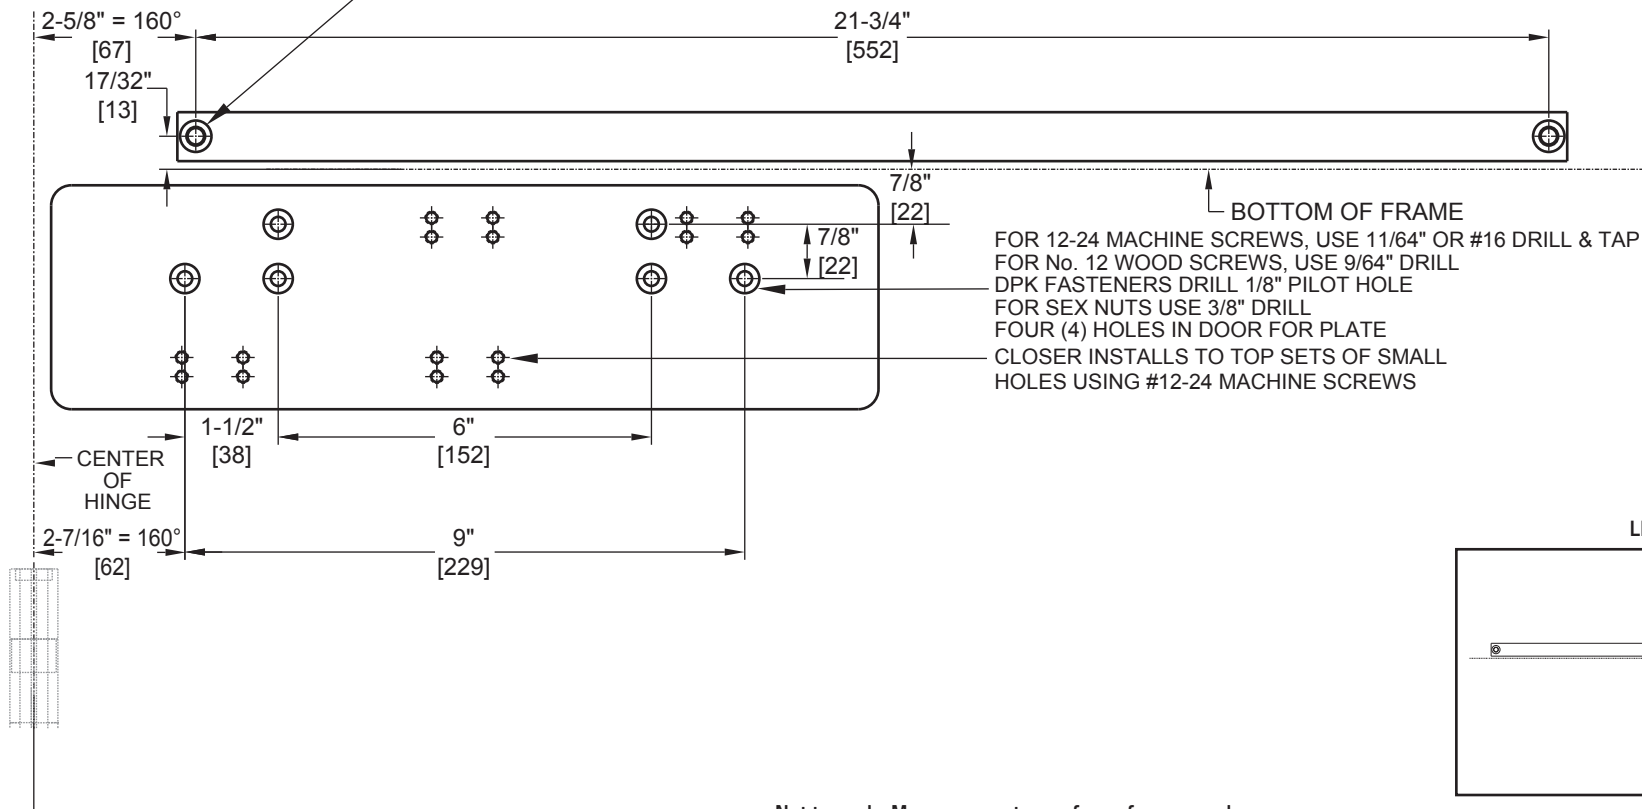 2-5/8" = 160°
[67]
21-3/4"
[552]
17/32"
[13]
7/8"
[22]
BOTTOM OF FRAME
7/8"
[22]
FOR 12-24 MACHINE SCREWS, USE 11/64" OR #16 DRILL & TAP
FOR No. 12 WOOD SCREWS, USE 9/64" DRILL
DPK FASTENERS DRILL 1/8" PILOT HOLE
FOR SEX NUTS USE 3/8" DRILL
FOUR (4) HOLES IN DOOR FOR PLATE
CLOSER INSTALLS TO TOP SETS OF SMALL
HOLES USING #12-24 MACHINE SCREWS
1-1/2"
[38]
6"
[152]
CENTER
OF
HINGE
2-7/16" = 160°
[62]
9"
[229]